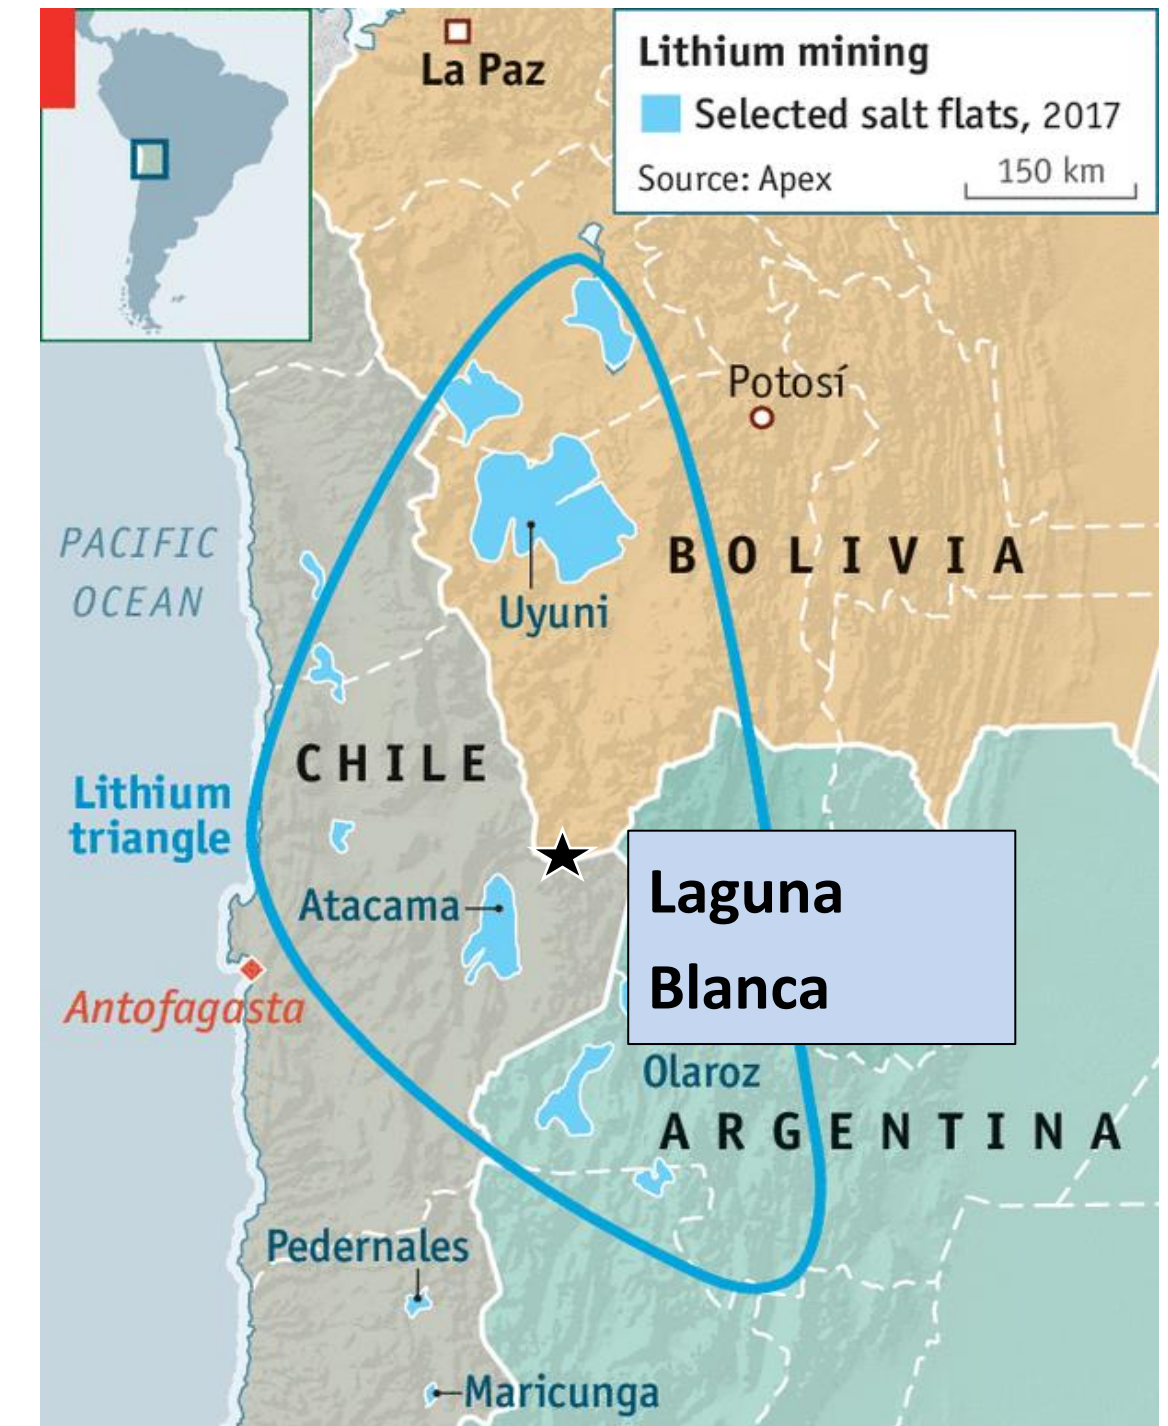 La Paz
Lithium mining
Selected salt flats, 2017
Source: Apex
150 km
Potosí
PACIFIC
OCEAN
BOLIVIA
Uyuni
CHILE
Lithium
triangle
Atacama
Laguna
Blanca
Antofagasta
Olaroz
ARGENTINA
Pedernales
Maricunga